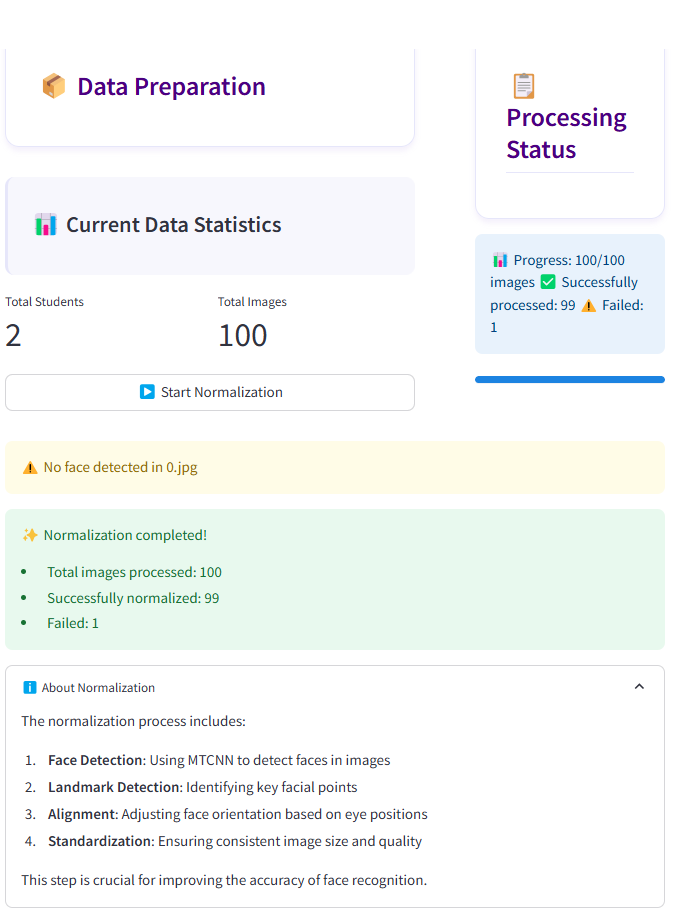 📦 Data Preparation
📊 Current Data Statistics
Total Students
2
Total Images
100
▶️ Start Normalization
📋
Processing
Status
📊 Progress: 100/100
images ✅ Successfully
processed: 99 ⚠️ Failed:
1
⚠️ No face detected in 0.jpg
✨ Normalization completed!
• Total images processed: 100
• Successfully normalized: 99
• Failed: 1
ℹ️ About Normalization
The normalization process includes:
1. Face Detection: Using MTCNN to detect faces in images
2. Landmark Detection: Identifying key facial points
3. Alignment: Adjusting face orientation based on eye positions
4. Standardization: Ensuring consistent image size and quality
This step is crucial for improving the accuracy of face recognition.